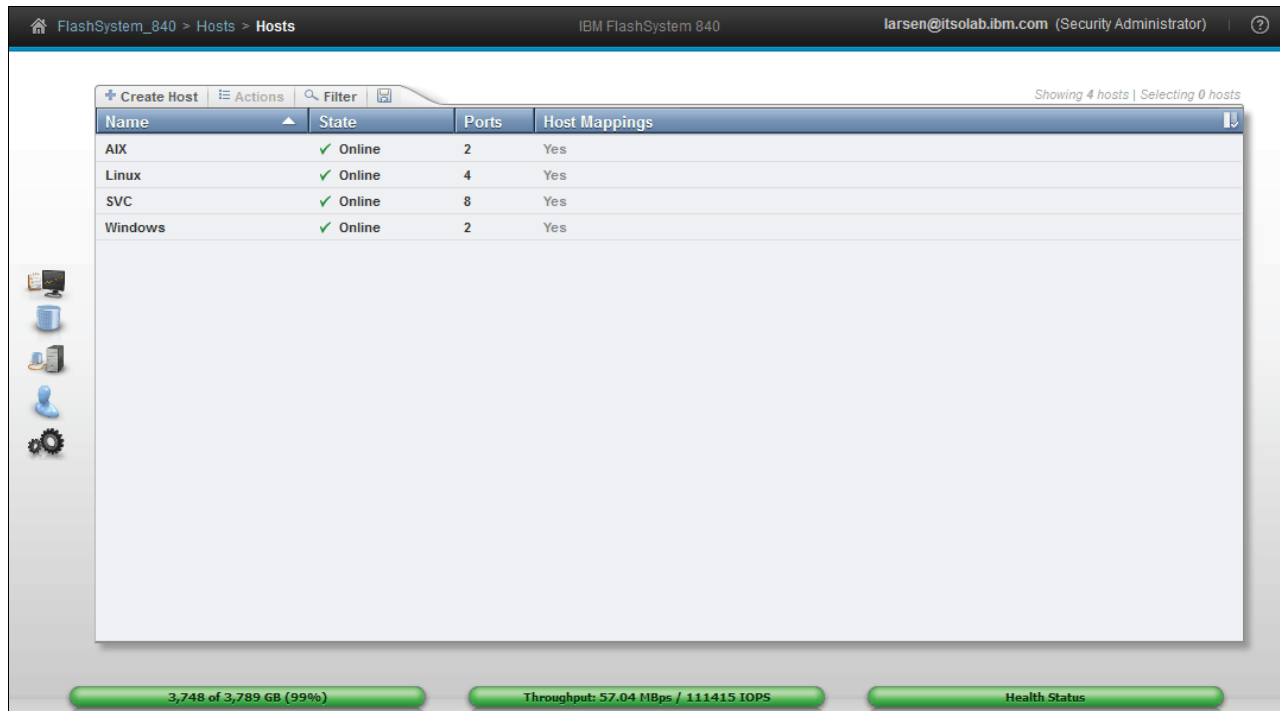 FlashSystem_840 > Hosts > Hosts
IBM FlashSystem 840
larsen@itsolab.ibm.com (Security Administrator)
Create Host
Actions
Filter
Showing 4 hosts | Selecting 0 hosts
Name State Ports Host Mappings
AIX Online 2 Yes
Linux Online 4 Yes
SVC Online 8 Yes
Windows Online 2 Yes
3,748 of 3,789 GB (99%)
Throughput: 57.04 MBps / 111415 IOPS
Health Status